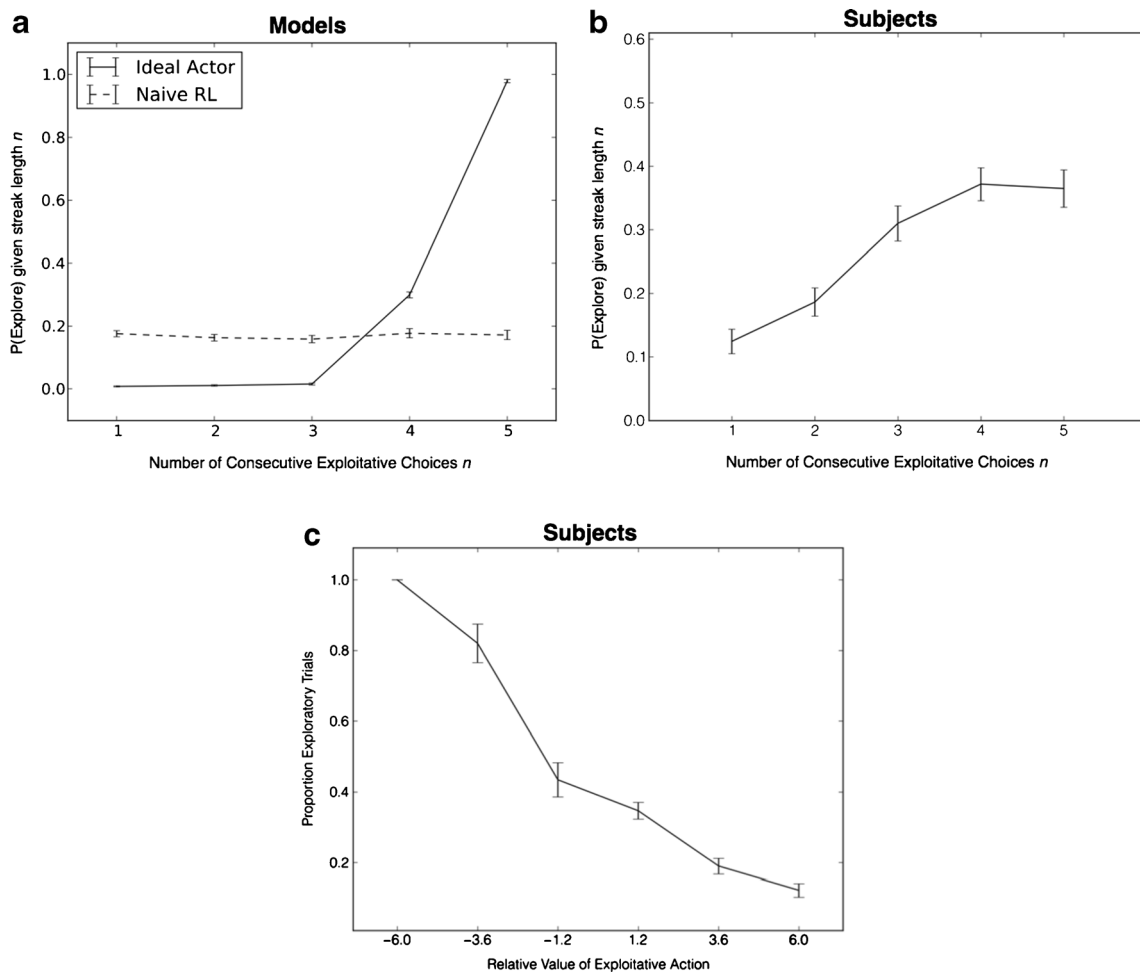 a
Models
Ideal Actor
Naive RL
P(Explore) given streak length n
1.0
0.8
0.6
0.4
0.2
0.0
1 2 3 4 5
Number of Consecutive Exploitative Choices n
b
Subjects
P(Explore) given streak length n
0.6
0.5
0.4
0.3
0.2
0.1
0.0
1 2 3 4 5
Number of Consecutive Exploitative Choices n
c
Subjects
Proportion Exploratory Trials
1.0
0.8
0.6
0.4
0.2
−6.0 −3.6 −1.2 1.2 3.6 6.0
Relative Value of Exploitative Action